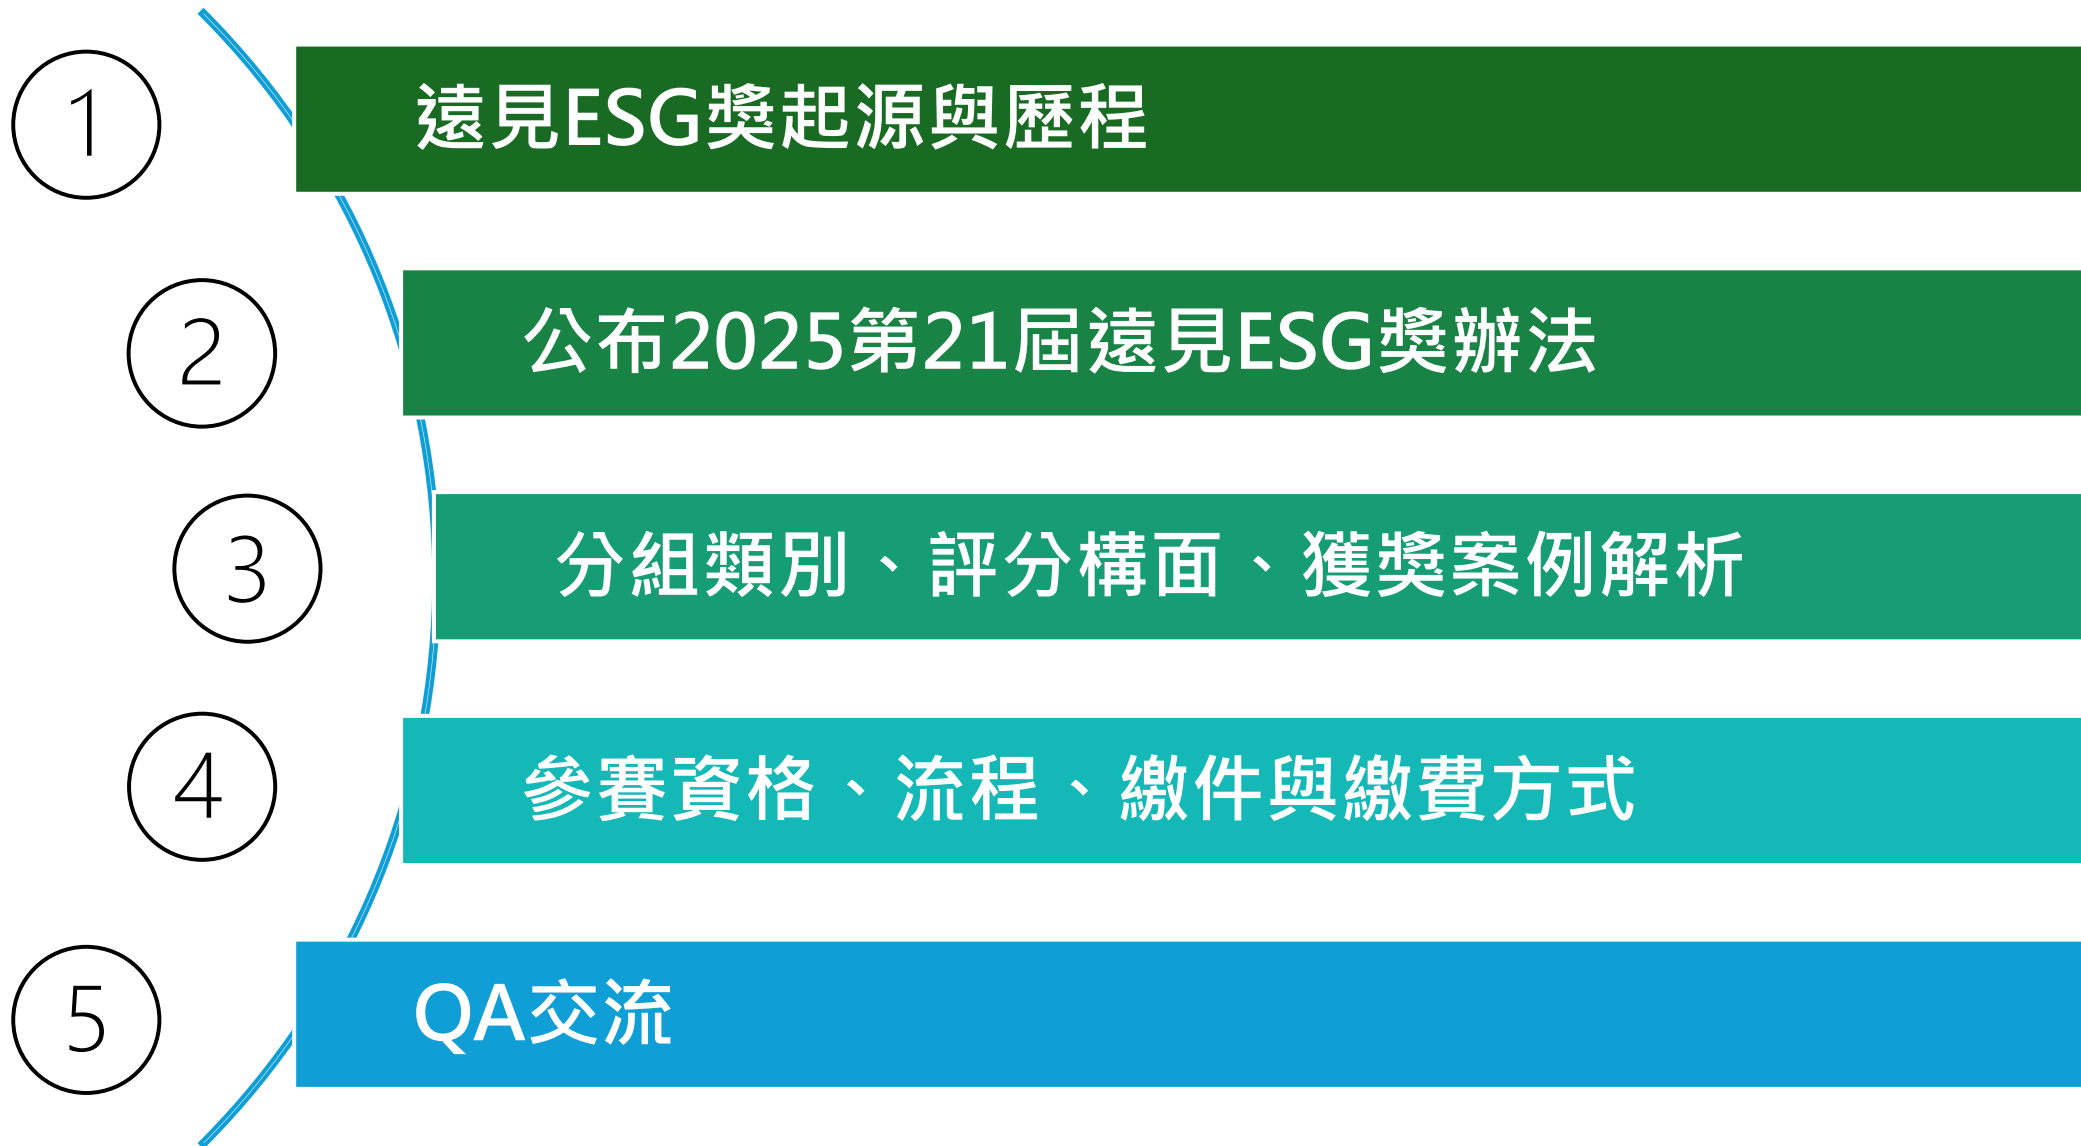 1
遠見ESG獎起源與歷程
2
公布2025第21屆遠見ESG獎辦法
3
分組類別、評分構面、獲獎案例解析
4
參賽資格、流程、繳件與繳費方式
5
QA交流